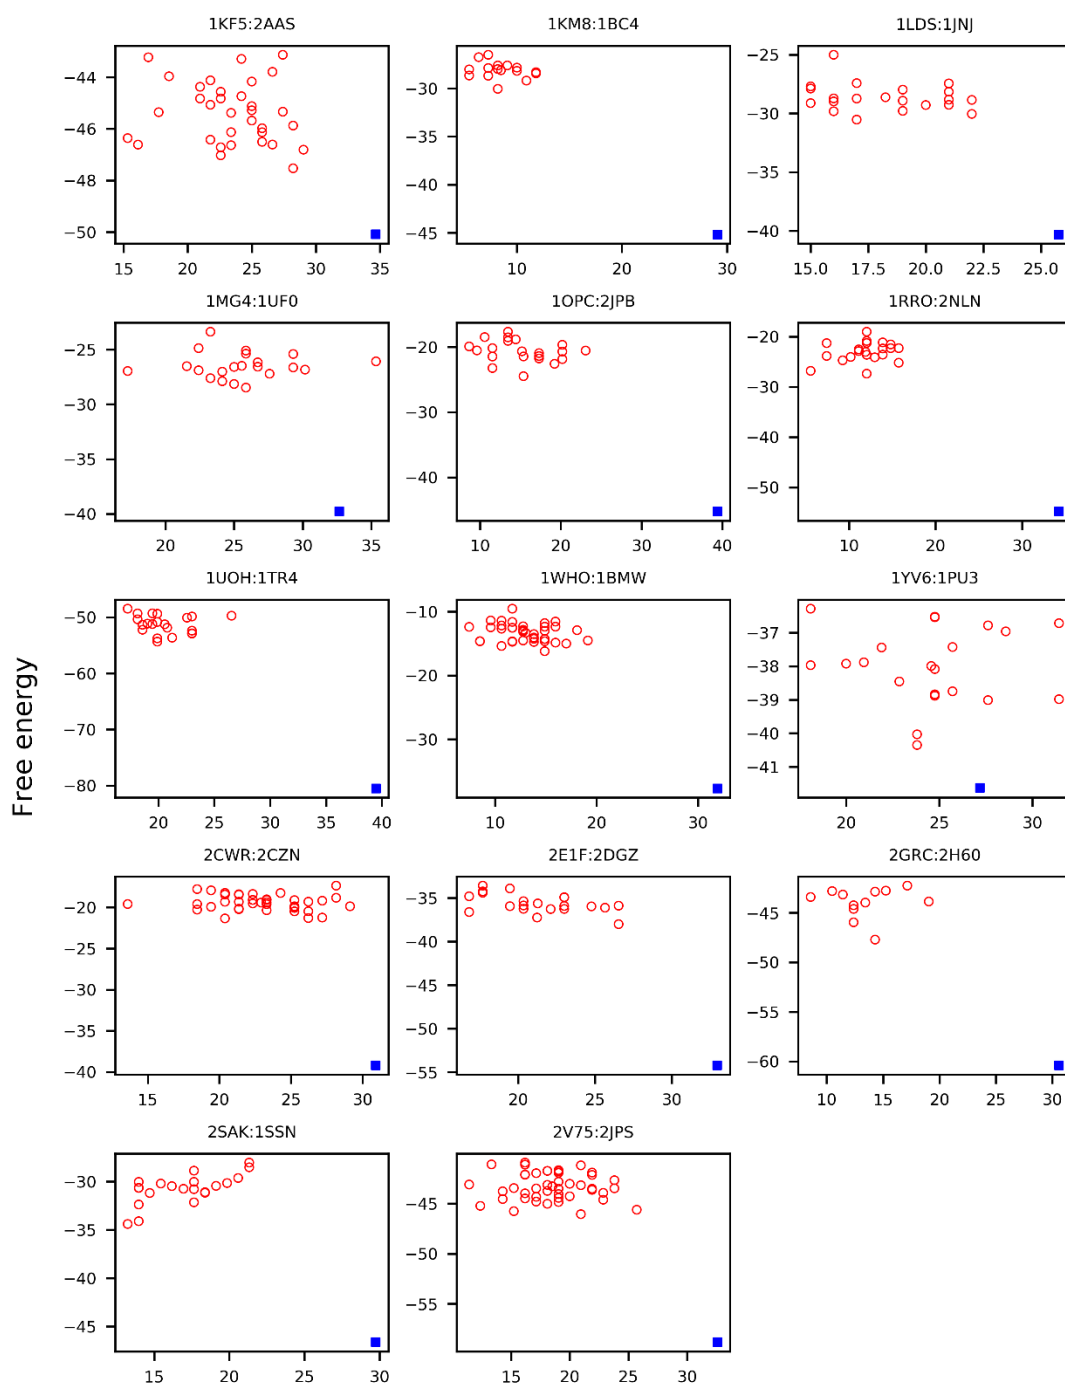 1KF5:2AAS
1KM8:1BC4
1LDS:1JNJ
−44
−46
−48
−50
15 20 25 30 35
−30
−35
−40
−45
10 20 30
−25
−30
−35
−40
15.0 17.5 20.0 22.5 25.0
1MG4:1UF0
1OPC:2JPB
1RRO:2NLN
−25
−30
−35
−40
20 25 30 35
−20
−30
−40
10 20 30 40
−20
−30
−40
−50
10 20 30
1UOH:1TR4
1WHO:1BMW
1YV6:1PU3
−50
−60
−70
−80
20 25 30 35 40
−10
−20
−30
10 20 30
−37
−38
−39
−40
−41
20 25 30
Free energy
2CWR:2CZN
2E1F:2DGZ
2GRC:2H60
−20
−25
−30
−35
−40
15 20 25 30
−35
−40
−45
−50
−55
20 25 30
−45
−50
−55
−60
10 15 20 25 30
2SAK:1SSN
2V75:2JPS
−30
−35
−40
−45
15 20 25 30
−45
−50
−55
15 20 25 30